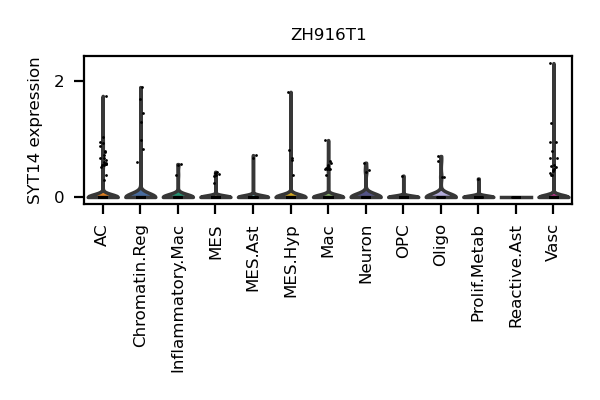 ZH916T1
SYT14 expression
2
0
AC
Chromatin.Reg
Inflammatory.Mac
MES
MES.Ast
MES.Hyp
Mac
Neuron
OPC
Oligo
Prolif.Metab
Reactive.Ast
Vasc